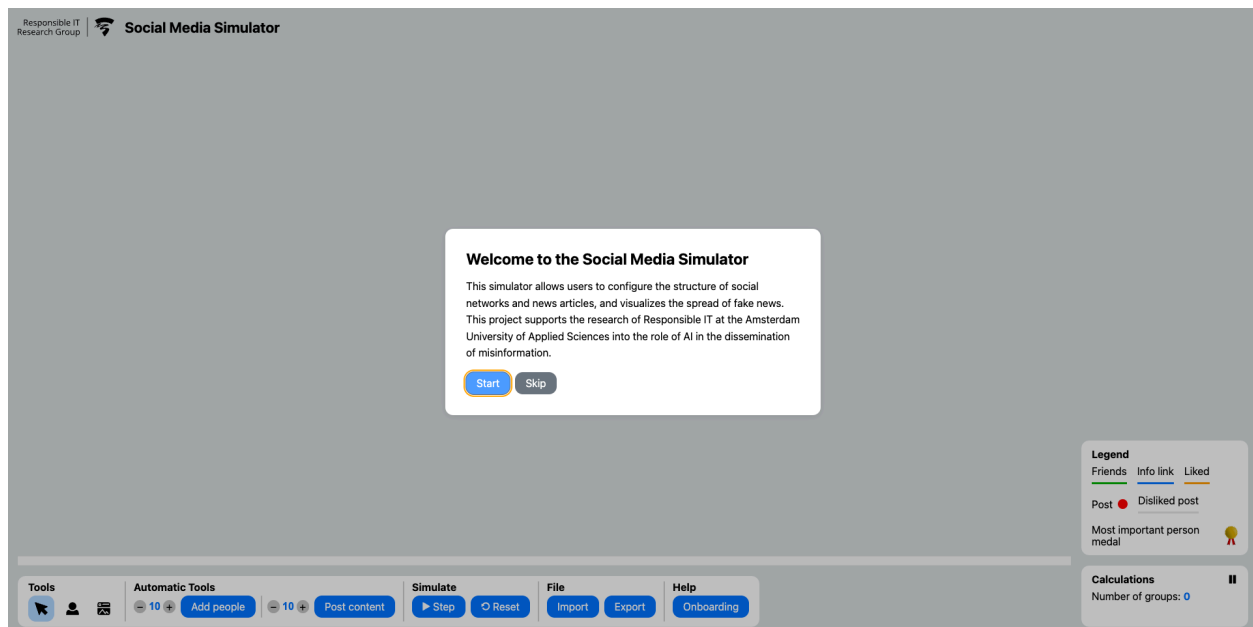 Responsible IT
Research Group
Social Media Simulator
Welcome to the Social Media Simulator
This simulator allows users to configure the structure of social
networks and news articles, and visualizes the spread of fake news.
This project supports the research of Responsible IT at the Amsterdam
University of Applied Sciences into the role of AI in the dissemination
of misinformation.
Start Skip
Legend
Friends Info link Liked
Post Disliked post
Most important person
medal
Tools
Automatic Tools
10 Add people 10 Post content
Simulate
Step Reset
File
Import Export
Help
Onboarding
Calculations
Number of groups: 0